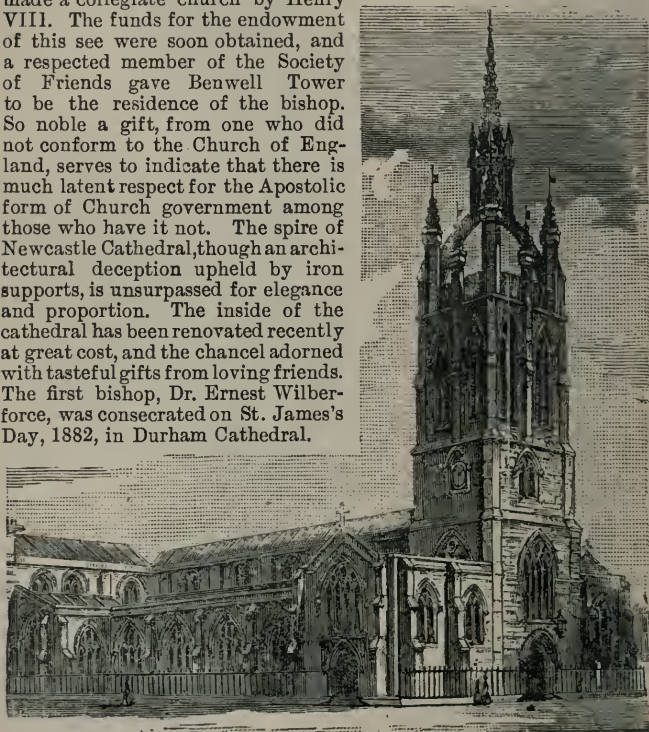 made a collegiate church by Henry
VIII. The funds for the endowment
of this see were soon obtained, and
a respected member of the Society
of Friends gave Benwell Tower
to be the residence of the bishop.
So noble a gift, from one who did
not conform to the Church of Eng-
land, serves to indicate that there is
much latent respect for the Apostolic
form of Church government among
those who have it not. The spire of
Newcastle Cathedral, though an archi-
tectural deception upheld by iron
supports, is unsurpassed for elegance
and proportion. The inside of the
cathedral has been renovated recently
at great cost, and the chancel adorned
with tasteful gifts from loving friends.
The first bishop, Dr. Ernest Wilber-
force, was consecrated on St. James's
Day, 1882, in Durham Cathedral.